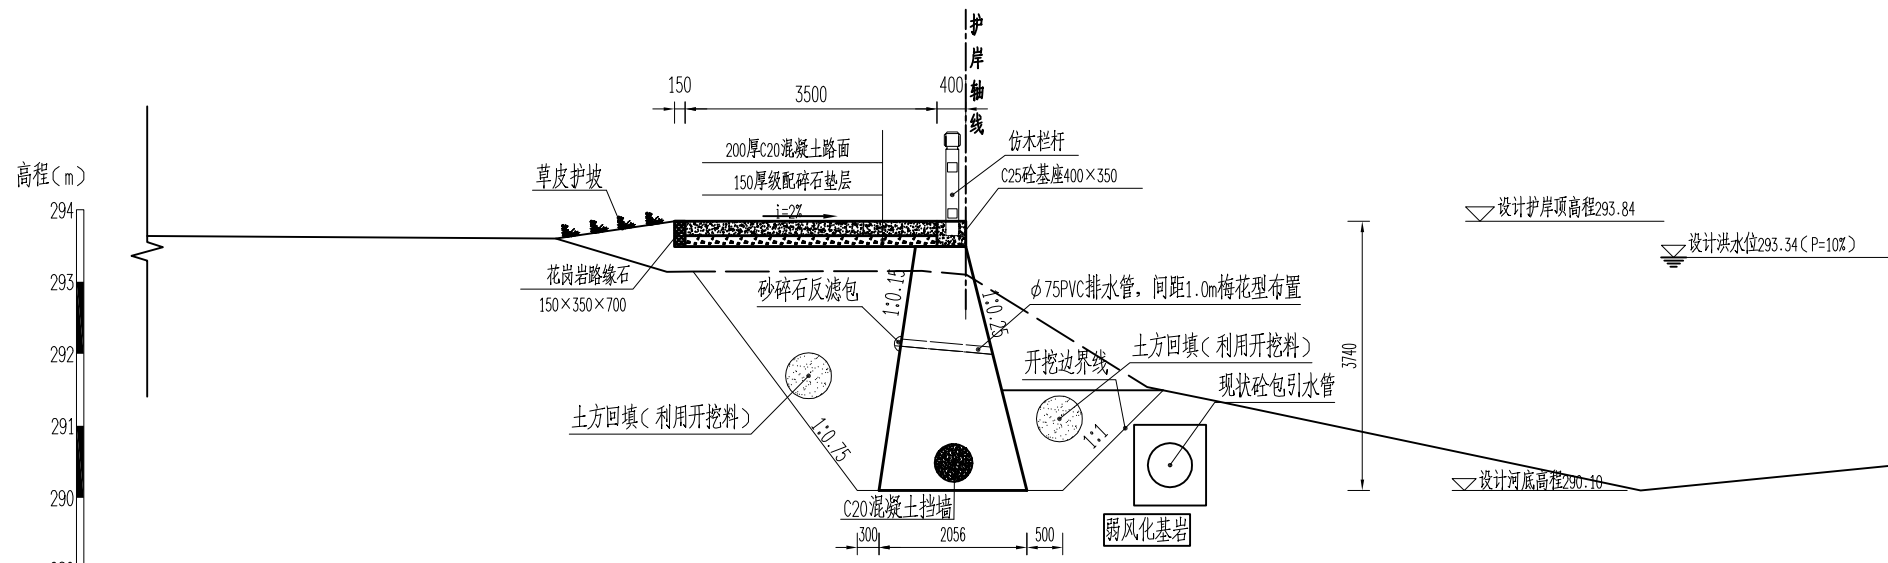 护岸轴线
150
3500
400
200厚C20混凝土路面
150厚级配碎石垫层
i=2%
仿木栏杆
C25砼基座400×350
高程(m)
草皮护坡
294
293
292
291
290
设计护岸顶高程293.84
设计洪水位293.34(P=10%)
花岗岩路缘石
150×350×700
砂碎石反滤包
1:0.15
1:0.25
φ75PVC排水管，间距1.0m梅花型布置
开挖边界线
土方回填(利用开挖料)
现状砼包引水管
3740
土方回填(利用开挖料)
1:0.75
1:1
设计河底高程290.10
C20混凝土挡墙
弱风化基岩
300
2056
500